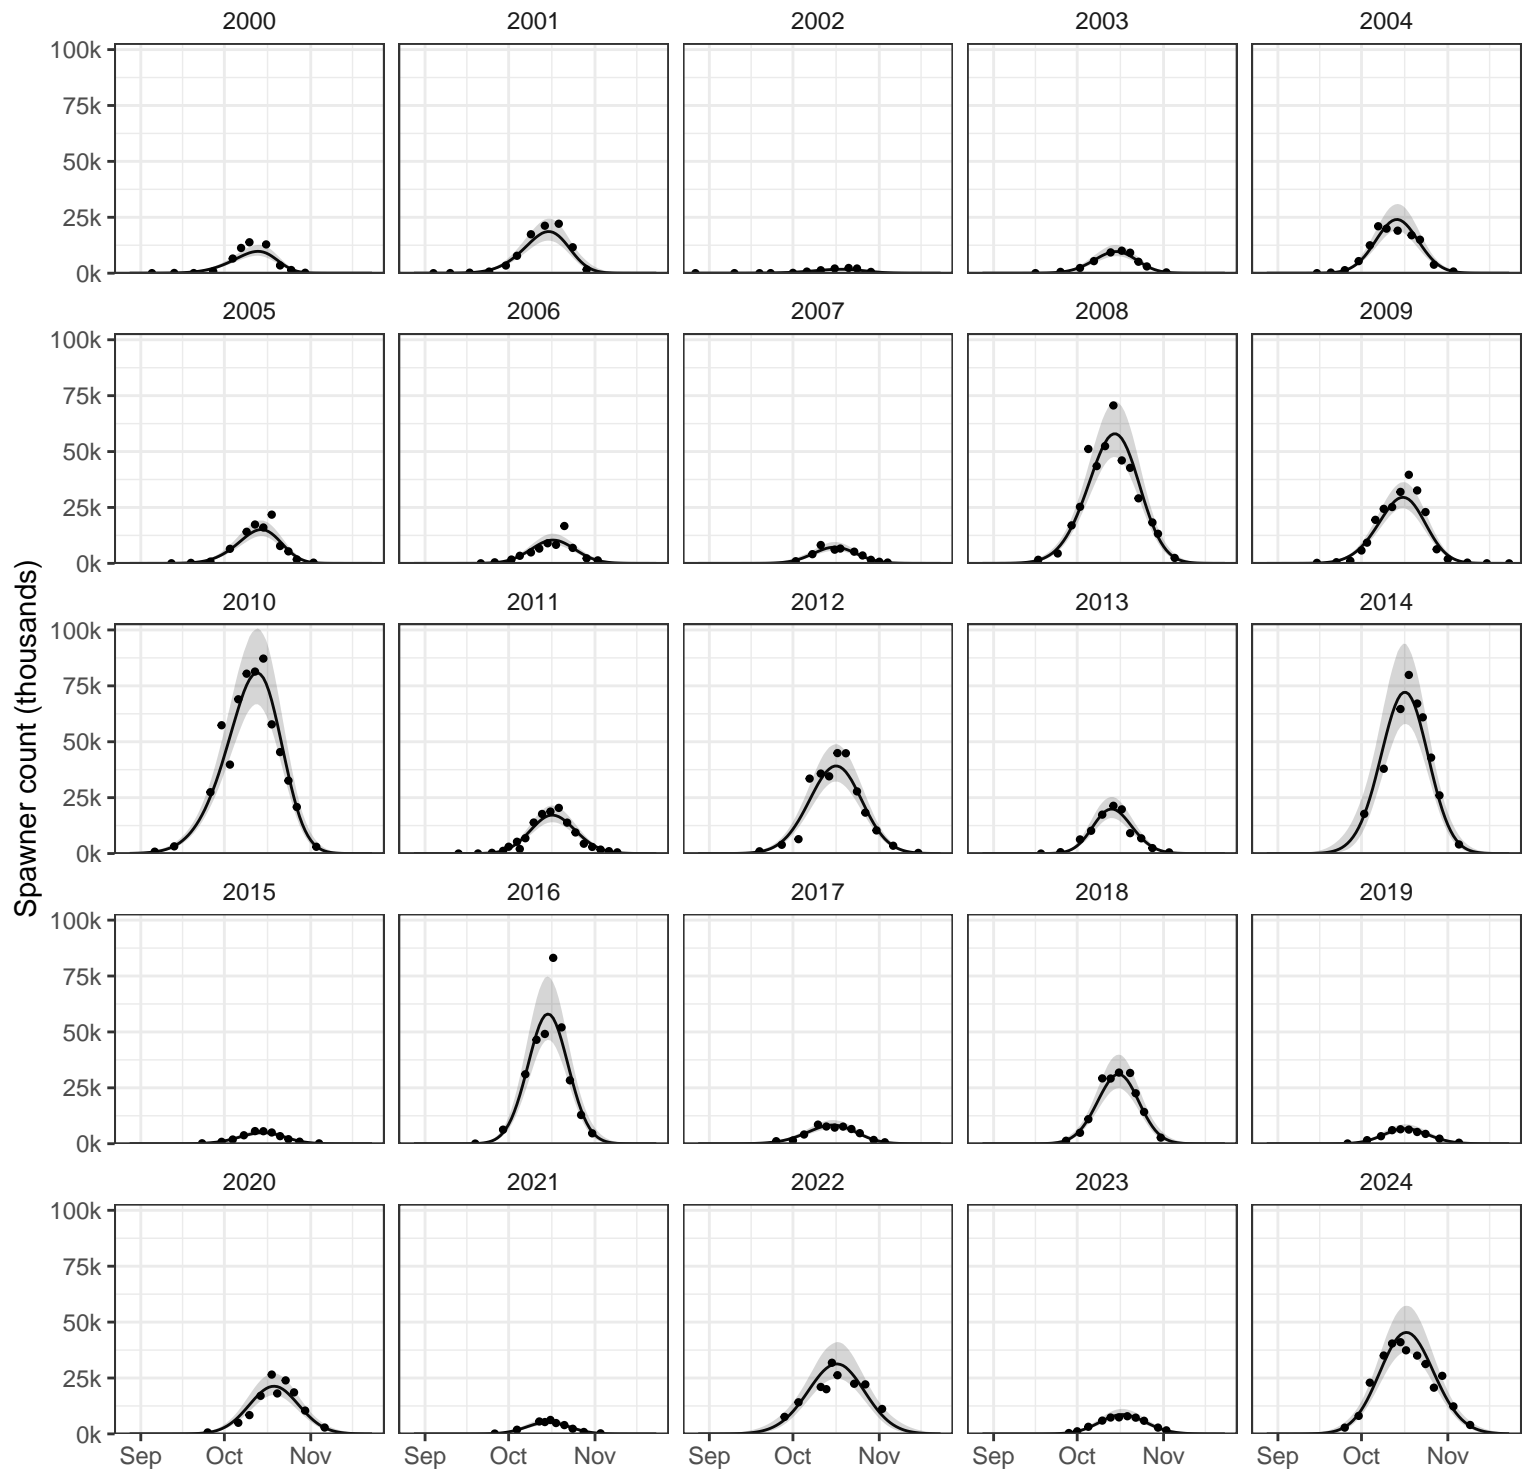 2000 2001 2002 2003 2004
100k
75k
50k
25k
0k
2005 2006 2007 2008 2009
100k
75k
50k
25k
0k
2010 2011 2012 2013 2014
100k
75k
50k
25k
0k
2015 2016 2017 2018 2019
100k
75k
50k
25k
0k
2020 2021 2022 2023 2024
100k
75k
50k
25k
0k
Sep Oct Nov Sep Oct Nov Sep Oct Nov Sep Oct Nov Sep Oct Nov
Spawner count (thousands)